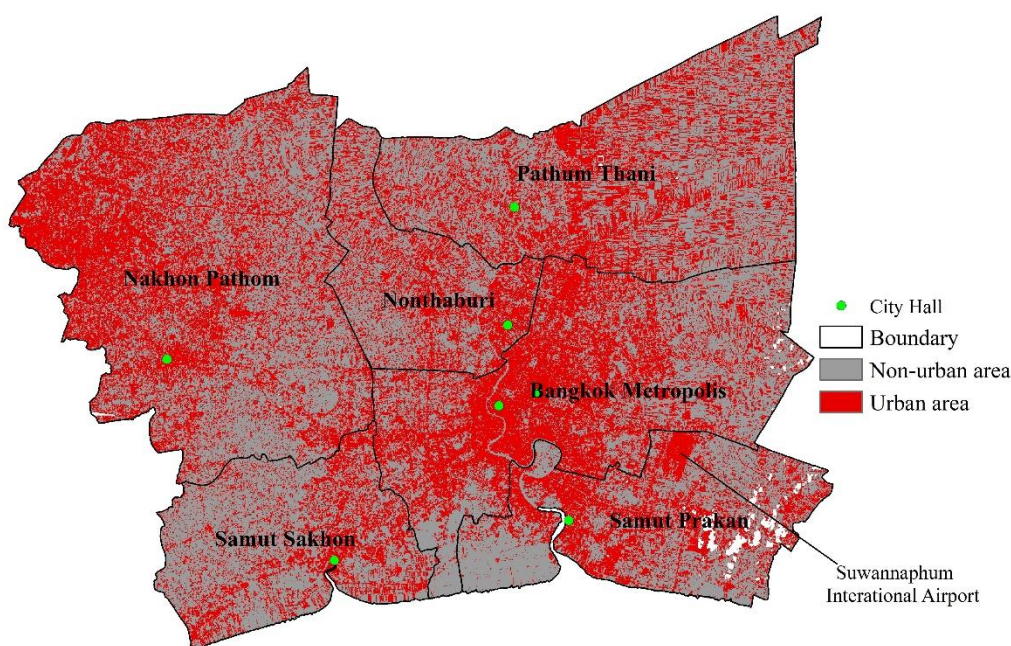 Pathum Thani
Nakhon Pathom
Nonthaburi
City Hall
Boundary
Non-urban area
Urban area
Bangkok Metropolis
Samut Prakan
Samut Sakhon
Suwannaphum
Interational Airport